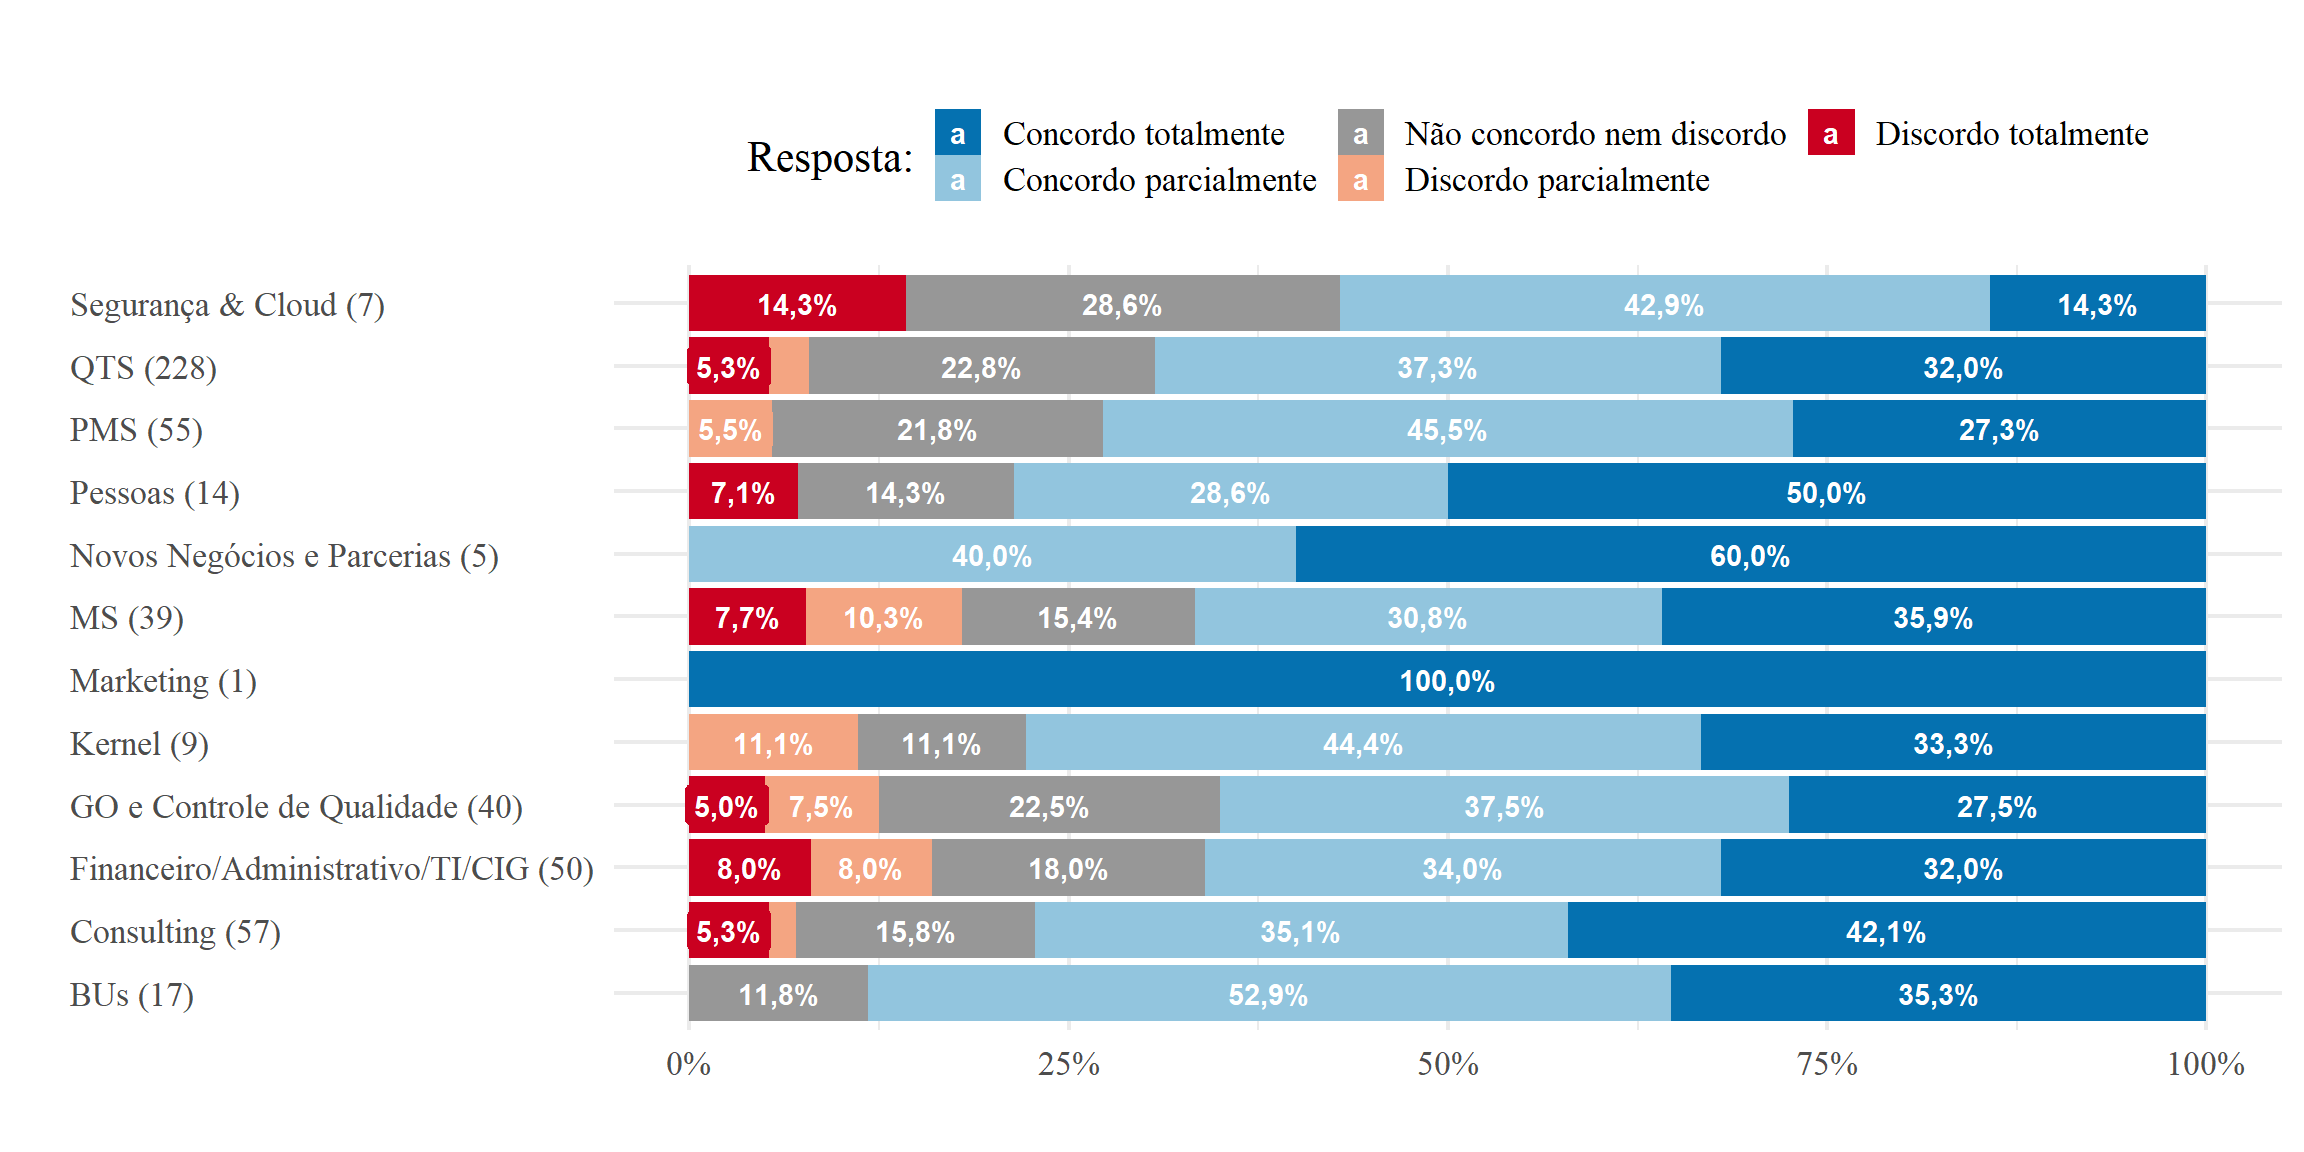 Resposta:
a Concordo totalmente a Não concordo nem discordo a Discordo totalmente
a Concordo parcialmente a Discordo parcialmente
Segurança & Cloud (7) 14,3% 28,6% 42,9% 14,3%
QTS (228) 5,3% 22,8% 37,3% 32,0%
PMS (55) 5,5% 21,8% 45,5% 27,3%
Pessoas (14) 7,1% 14,3% 28,6% 50,0%
Novos Negócios e Parcerias (5) 40,0% 60,0%
MS (39) 7,7% 10,3% 15,4% 30,8% 35,9%
Marketing (1) 100,0%
Kernel (9) 11,1% 11,1% 44,4% 33,3%
GO e Controle de Qualidade (40) 5,0% 7,5% 22,5% 37,5% 27,5%
Financeiro/Administrativo/TI/CIG (50) 8,0% 8,0% 18,0% 34,0% 32,0%
Consulting (57) 5,3% 15,8% 35,1% 42,1%
BUs (17) 11,8% 52,9% 35,3%
0% 25% 50% 75% 100%